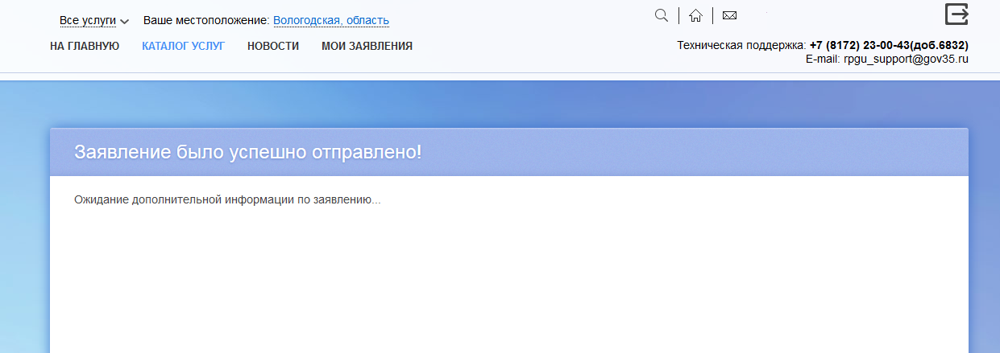 Все услуги Ваше местоположение: Вологодская, область
НА ГЛАВНУЮ КАТАЛОГ УСЛУГ НОВОСТИ МОИ ЗАЯВЛЕНИЯ
Техническая поддержка: +7 (8172) 23-00-43(доб.6832)
E-mail: rpgu_support@gov35.ru
Заявление было успешно отправлено!
Ожидание дополнительной информации по заявлению...